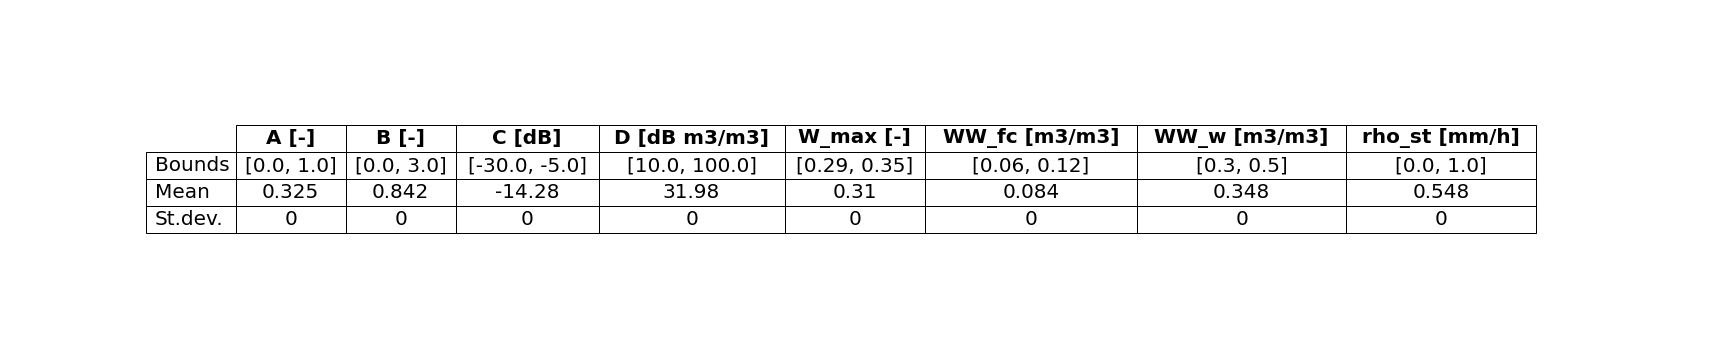 A [-] B [-] C [dB] D [dB m3/m3] W_max [-] WW_fc [m3/m3] WW_w [m3/m3] rho_st [mm/h]
Bounds [0.0, 1.0] [0.0, 3.0] [-30.0, -5.0] [10.0, 100.0] [0.29, 0.35] [0.06, 0.12] [0.3, 0.5] [0.0, 1.0]
Mean 0.325 0.842 -14.28 31.98 0.31 0.084 0.348 0.548
St.dev. 0 0 0 0 0 0 0 0